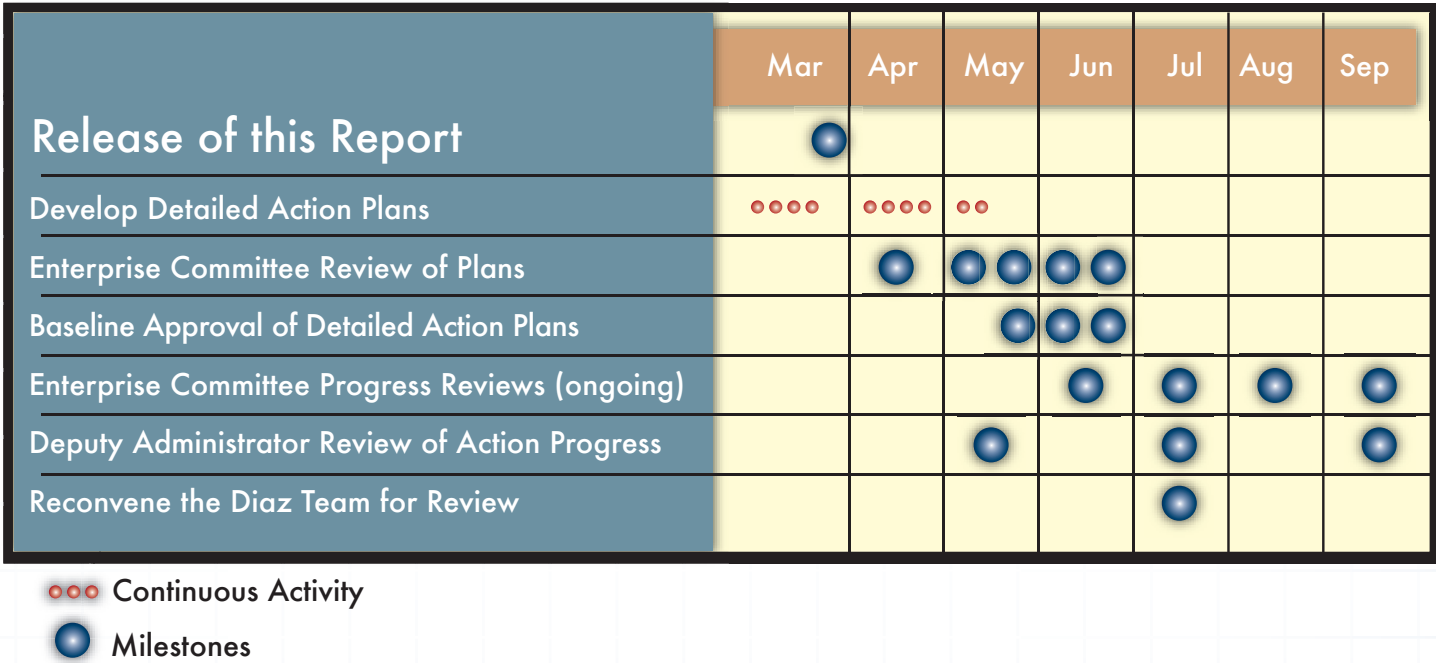 Mar Apr May Jun Jul Aug Sep
Release of this Report
Develop Detailed Action Plans
Enterprise Committee Review of Plans
Baseline Approval of Detailed Action Plans
Enterprise Committee Progress Reviews (ongoing)
Deputy Administrator Review of Action Progress
Reconvene the Diaz Team for Review
Continuous Activity
Milestones